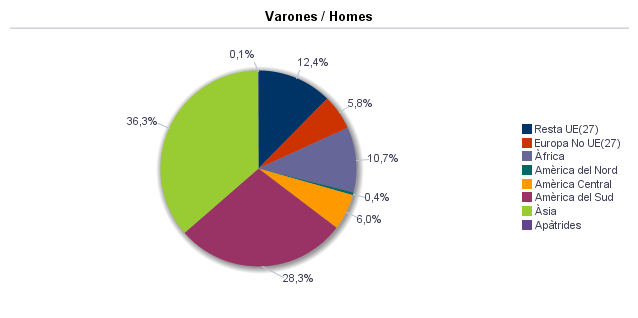 Varones / Homes
0,1%
12,4%
5,8%
36,3%
10,7%
0,4%
6,0%
28,3%
Resta UE(27)
Europa No UE(27)
Àfrica
Amèrica del Nord
Amèrica Central
Amèrica del Sud
Àsia
Apàtrides